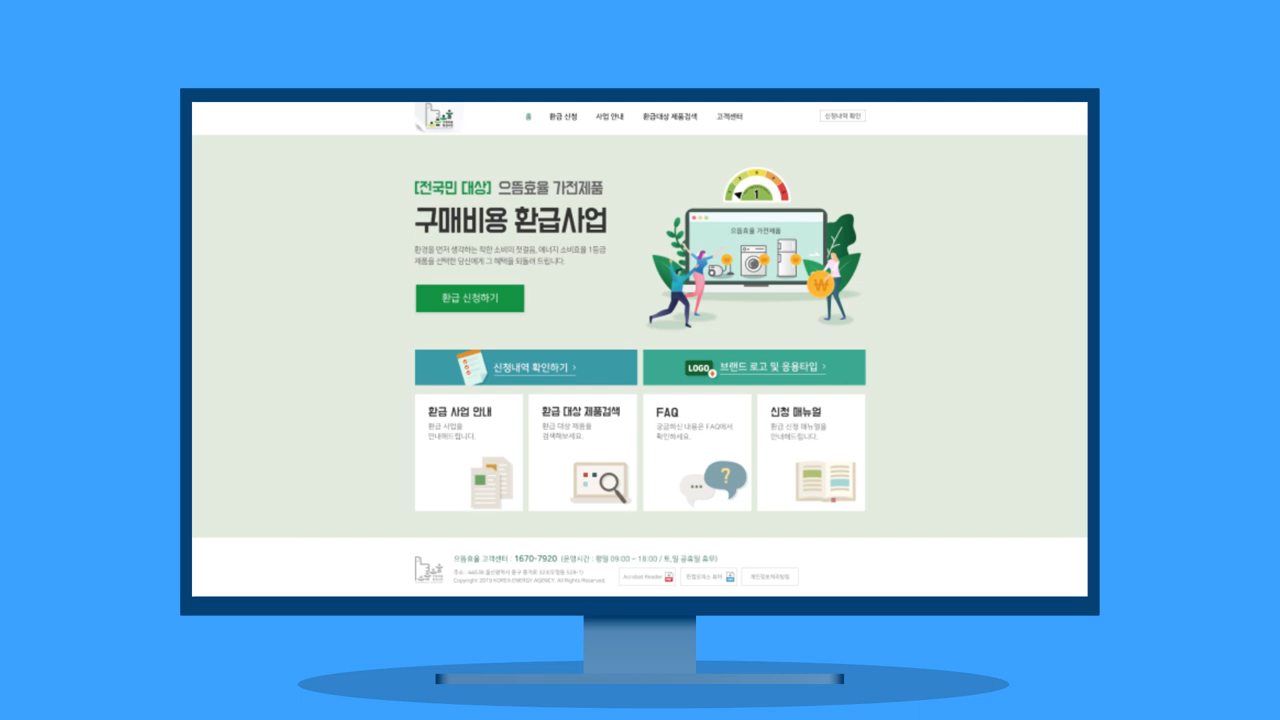 홈 환급 신청 사업 안내 환급대상 제품검색 고객센터 신청내역 확인
[전국민 대상] 으뜸효율 가전제품
구매비용 환급사업
환경을 먼저 생각하는 착한 소비의 첫걸음, 에너지 소비효율 1등급
제품을 선택한 당신에게 그 혜택을 되돌려 드립니다.
환급 신청하기
1
으뜸효율 가전제품
W
신청내역 확인하기 >
LOGO 브랜드 로고 및 응용타입 >
환급 사업 안내
환급 사업을
안내해드립니다.
환급 대상 제품검색
환급 대상 제품을
검색해보세요.
FAQ
궁금하신 내용은 FAQ에서
확인하세요.
신청 매뉴얼
환급 신청 매뉴얼을
안내해드립니다.
으뜸효율 고객센터 : 1670-7920 (운영시간 : 평일 09:00 ~ 18:00 / 토,일 공휴일 휴무)
Copyright 2019 KOREA ENERGY AGENCY. All Rights Reserved.
Acrobat Reader
한컴오피스 뷰어
개인정보처리방침